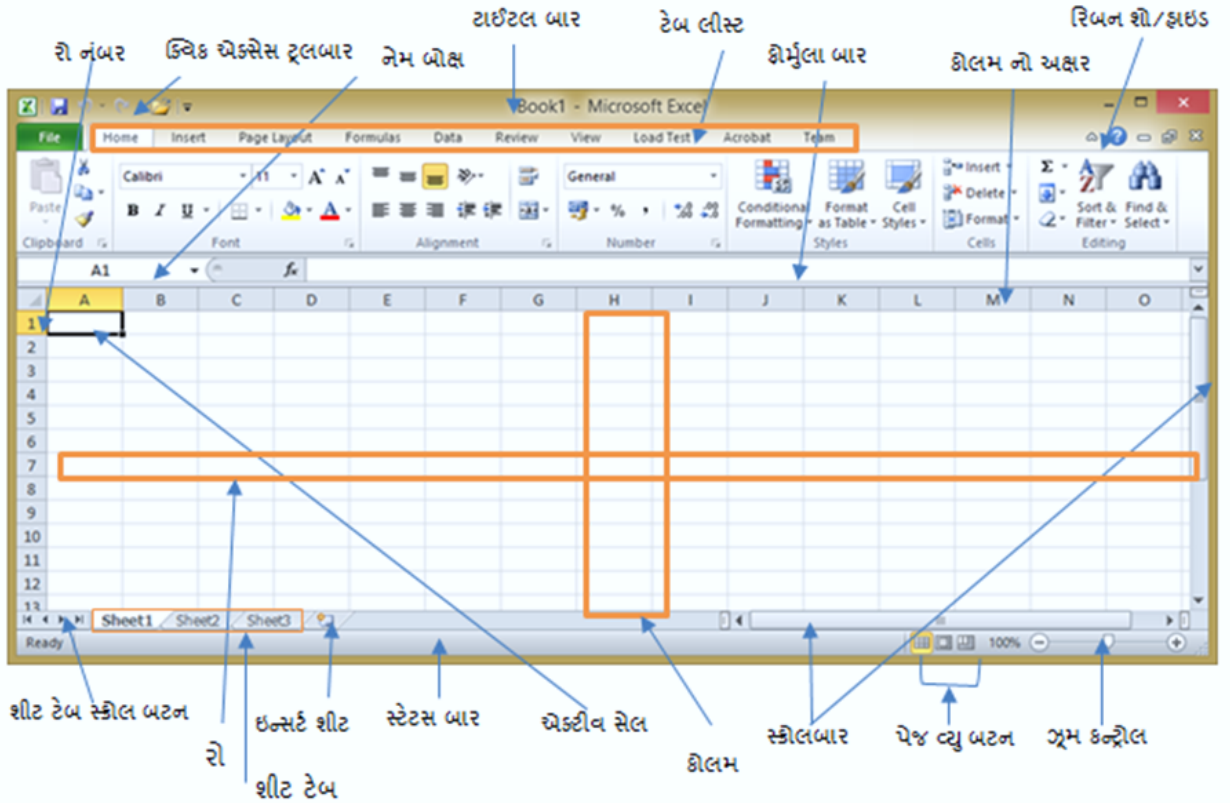 ટાઈટલ બાર
ટેબ લીસ્ટ
રિબન શો/હાઇડ
રો નંબર
ક્વિક એક્સેસ ટૂલબાર
નેમ બોક્ષ
ફોર્મુલા બાર
કોલમ નો અક્ષર
Book1 - Microsoft Excel
File Home Insert Page Layout Formulas Data Review View Load Test Acrobat Team
Calibri 11 General
Paste
B I U
Conditional Formatting
Format as Table
Cell Styles
Insert
Delete
Format
Sort & Filter
Find & Select
Clipboard Font Alignment Number Styles Cells Editing
A1 fx
A B C D E F G H I J K L M N O
1
2
3
4
5
6
7
8
9
10
11
12
13
Sheet1 Sheet2 Sheet3
Ready 100%
શીટ ટેબ સ્ક્રોલ બટન
રો
ઇન્સર્ટ શીટ
શીટ ટેબ
સ્ટેટસ બાર
એક્ટીવ સેલ
કોલમ
સ્ક્રોલબાર
પેજ વ્યુ બટન
ઝૂમ કન્ટ્રોલ